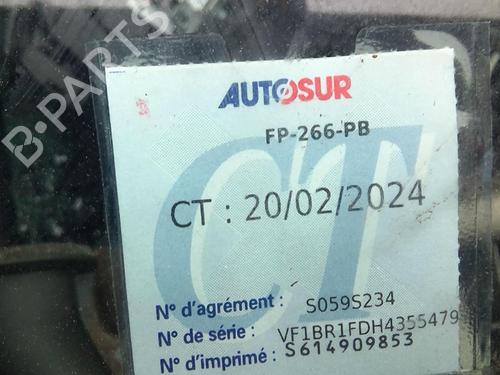 B-PARTS
AUTOSUR
FP-266-PB
CT
CT : 20/02/2024
N° d'agrément : S059S234
N° de série : VF1BR1FDH4355479
N° d'imprimé : S614909853